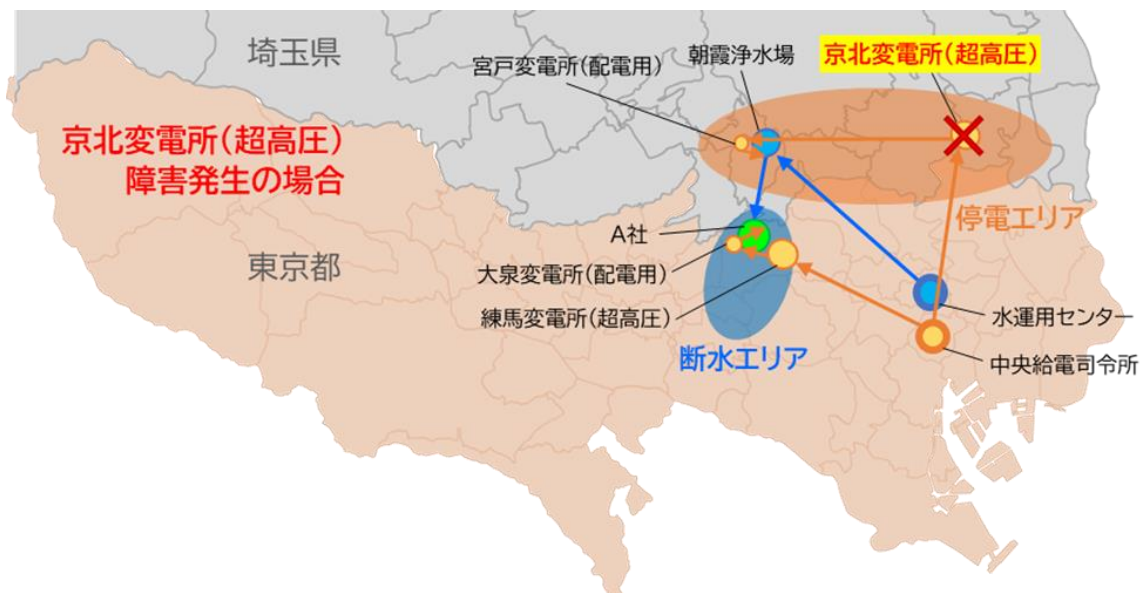 埼玉県
宮戸変電所(配電用)
朝霞浄水場
京北変電所(超高圧)
京北変電所(超高圧)
障害発生の場合
停電エリア
A社
東京都
大泉変電所(配電用)
練馬変電所(超高圧)
水運用センター
断水エリア
中央給電司令所